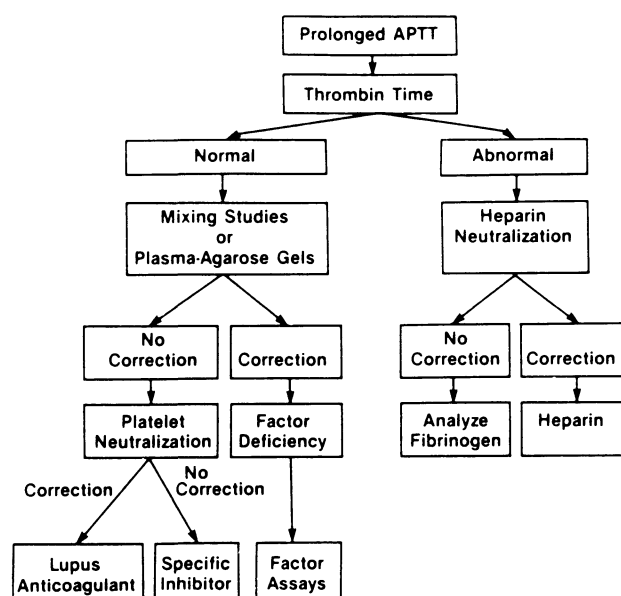 Prolonged APTT
Thrombin Time
Normal
Abnormal
Mixing Studies
or
Plasma-Agarose Gels
Heparin
Neutralization
No
Correction
Correction
No
Correction
Correction
Platelet
Neutralization
Factor
Deficiency
Analyze
Fibrinogen
Heparin
Correction
No
Correction
Lupus
Anticoagulant
Specific
Inhibitor
Factor
Assays